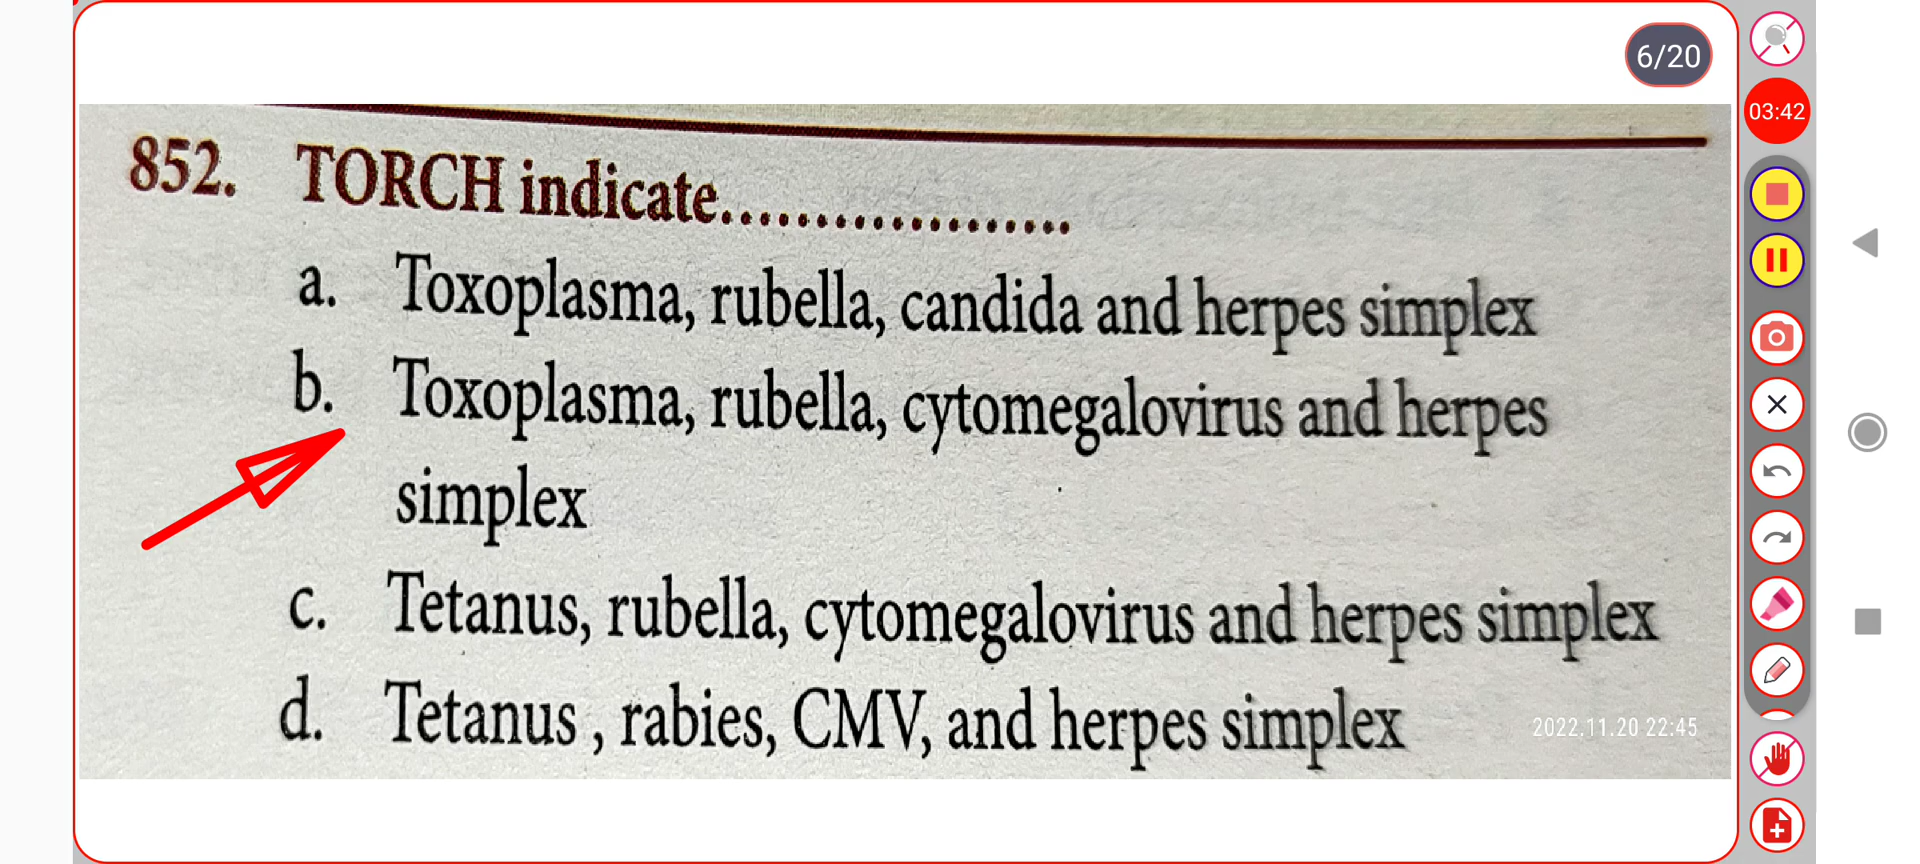 6/20
03:42
852. TORCH indicate...................
a. Toxoplasma, rubella, candida and herpes simplex
b. Toxoplasma, rubella, cytomegalovirus and herpes
simplex
c. Tetanus, rubella, cytomegalovirus and herpes simplex
d. Tetanus , rabies, CMV, and herpes simplex
2022.11.20 22:45